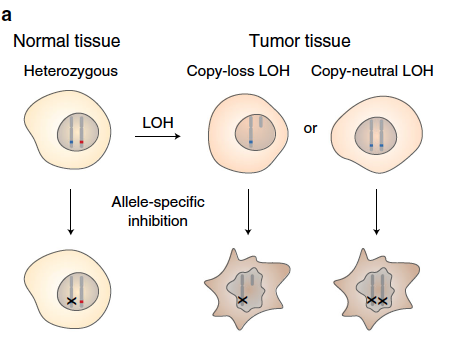 a
Normal tissue
Tumor tissue
Heterozygous
Copy-loss LOH
Copy-neutral LOH
LOH
or
Allele-specific
inhibition